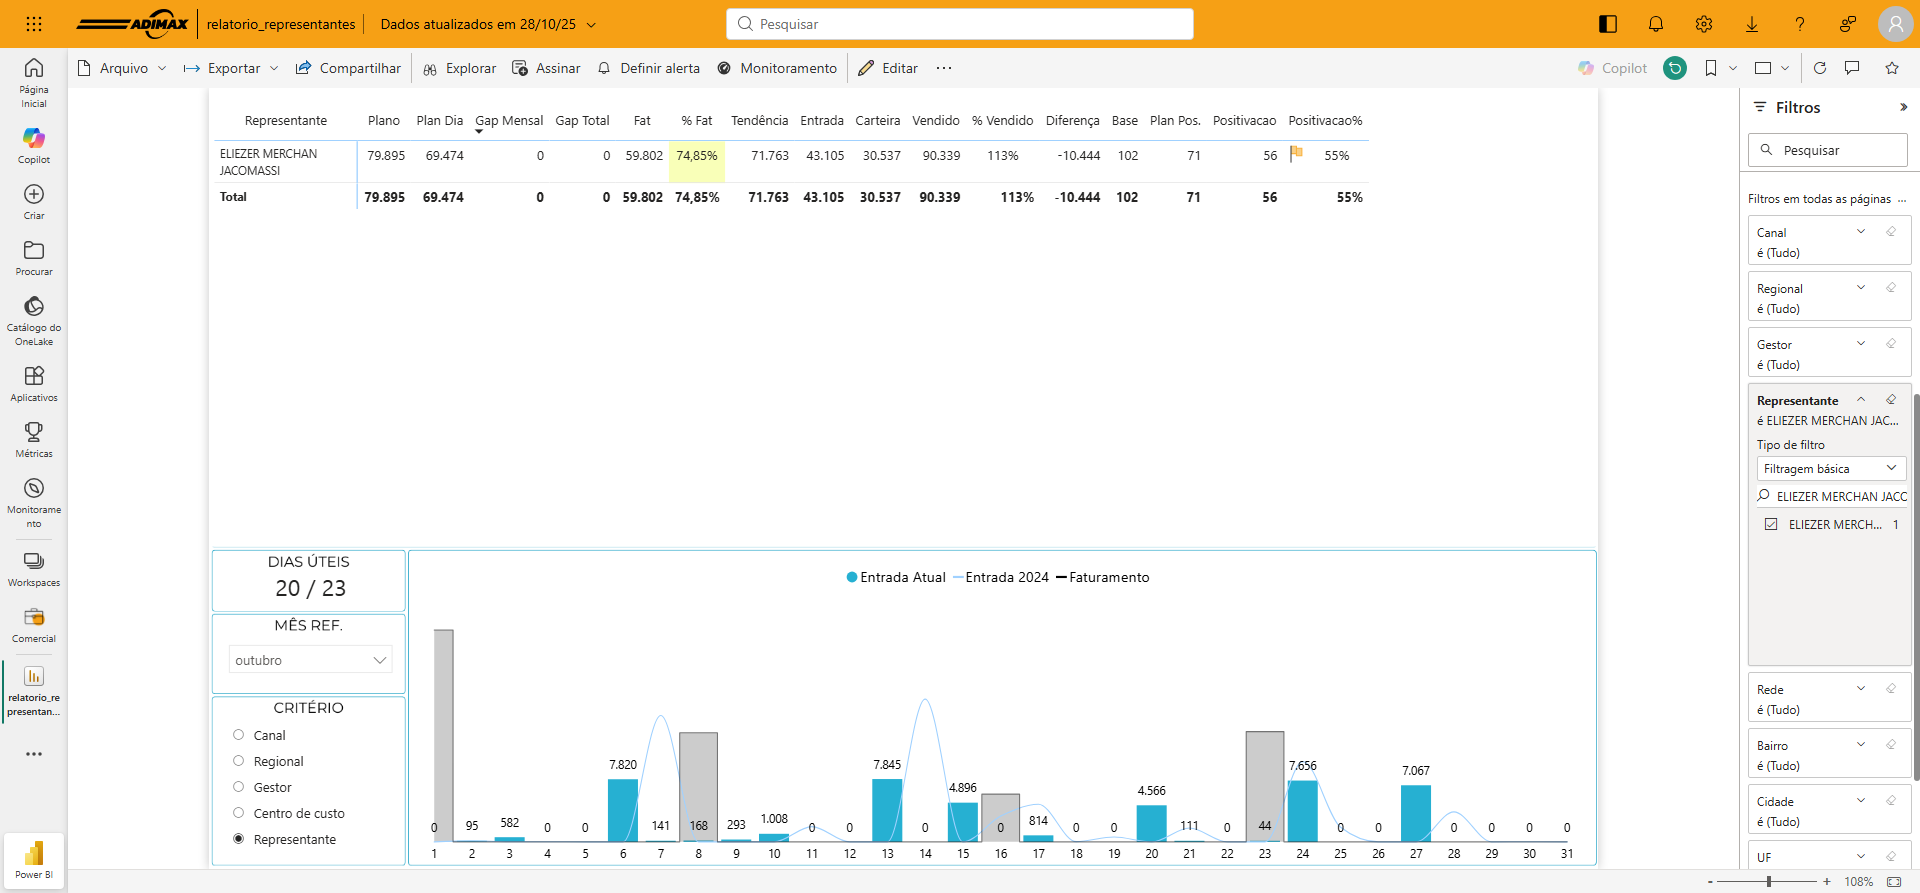 ADIMAX relatorio_representantes Dados atualizados em 28/10/25 Pesquisar
Arquivo Exportar Compartilhar Explorar Assinar Definir alerta Monitoramento Editar ... Copilot
Página
Inicial
Copilot
Criar
Procurar
Catálogo do
OneLake
Aplicativos
Métricas
Monitorame
nto
Workspaces
Comercial
relatorio_re
presentan...
Power BI
Representante Plano Plan Dia Gap Mensal Gap Total Fat % Fat Tendência Entrada Carteira Vendido % Vendido Diferença Base Plan Pos. Positivacao Positivacao%
ELIEZER MERCHAN
JACOMASSI
79.895 69.474 0 0 59.802 74,85% 71.763 43.105 30.537 90.339 113% -10.444 102 71 56 55%
Total 79.895 69.474 0 0 59.802 74,85% 71.763 43.105 30.537 90.339 113% -10.444 102 71 56 55%
DIAS ÚTEIS
20 / 23
MÊS REF.
outubro
CRITÉRIO
Canal
Regional
Gestor
Centro de custo
Representante
Entrada Atual Entrada 2024 Faturamento
0 95 582 0 0 7.820 141 168 293 1.008 0 0 7.845 0 4.896 0 814 0 0 4.566 111 0 44 7.656 0 0 7.067 0 0 0 0
1 2 3 4 5 6 7 8 9 10 11 12 13 14 15 16 17 18 19 20 21 22 23 24 25 26 27 28 29 30 31
Filtros
Pesquisar
Filtros em todas as páginas ...
Canal
é (Tudo)
Regional
é (Tudo)
Gestor
é (Tudo)
Representante
é ELIEZER MERCHAN JAC...
Tipo de filtro
Filtragem básica
ELIEZER MERCHAN JACO
ELIEZER MERCH... 1
Rede
é (Tudo)
Bairro
é (Tudo)
Cidade
é (Tudo)
UF
- + 108%